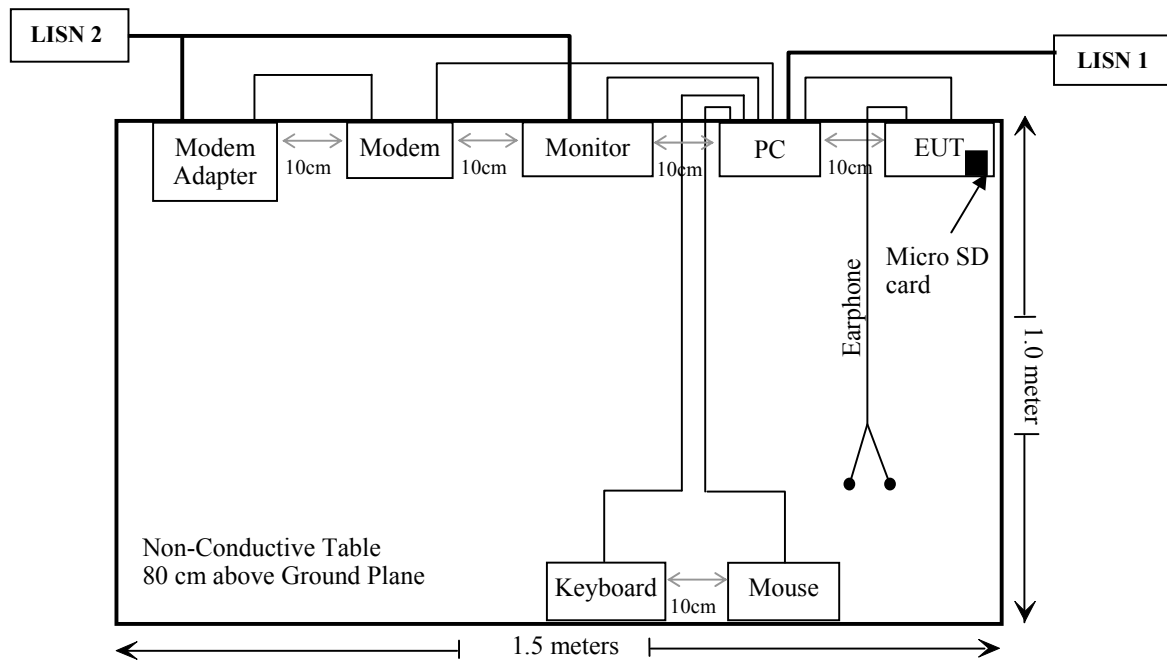 LISN 2
LISN 1
Modem
Adapter
10cm
Modem
10cm
Monitor
10cm
PC
10cm
EUT
Micro SD
card
Earphone
1.0 meter
Non-Conductive Table
80 cm above Ground Plane
Keyboard
10cm
Mouse
1.5 meters